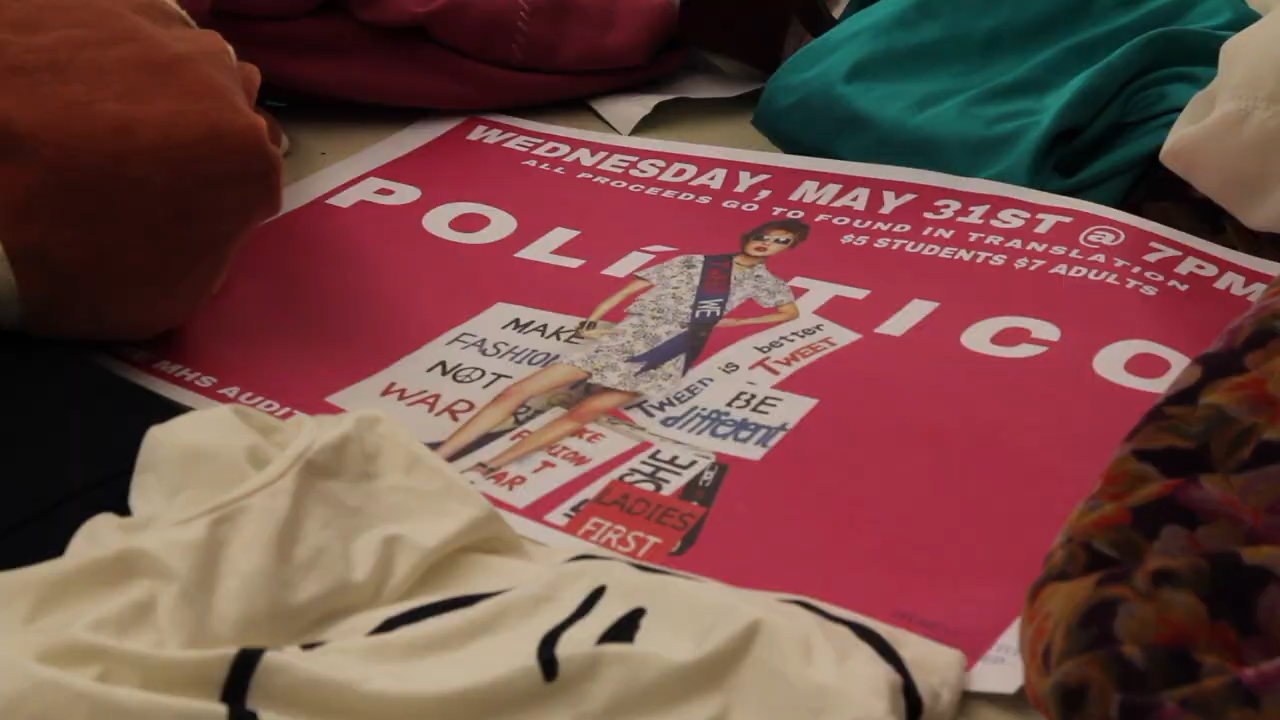 WEDNESDAY, MAY 31ST @ 7PM
ALL PROCEEDS GO TO FOUND IN TRANSLATION
$5 STUDENTS $7 ADULTS
POLíTICO
WE
MAKE
FASHION
NOT
WAR
TWEEN is better
TWEET
BE
different
SHE
LADIES
FIRST
MHS AUDIT